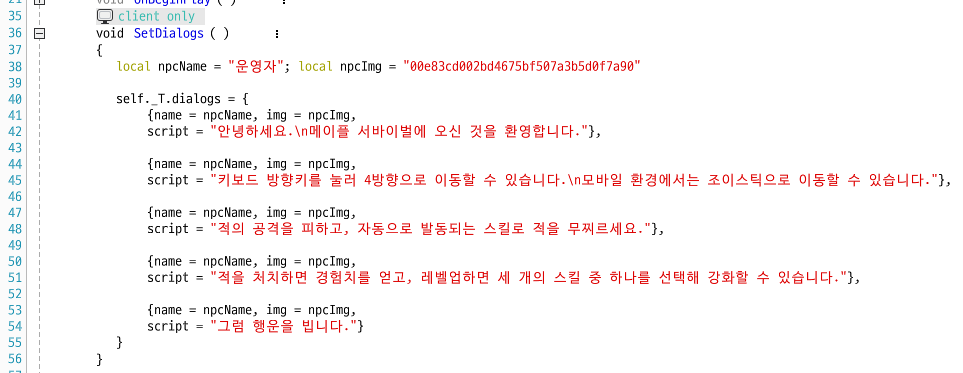 21 void OnBeginPlay ( )
35 client only
36 void SetDialogs ( )
37 {
38 local npcName = "운영자"; local npcImg = "00e83cd002bd4675bf507a3b5d0f7a90"
39
40 self._T.dialogs = {
41 {name = npcName, img = npcImg,
42 script = "안녕하세요.\n메이플 서바이벌에 오신 것을 환영합니다."},
43
44 {name = npcName, img = npcImg,
45 script = "키보드 방향키를 눌러 4방향으로 이동할 수 있습니다.\n모바일 환경에서는 조이스틱으로 이동할 수 있습니다."},
46
47 {name = npcName, img = npcImg,
48 script = "적의 공격을 피하고, 자동으로 발동되는 스킬로 적을 무찌르세요."},
49
50 {name = npcName, img = npcImg,
51 script = "적을 처치하면 경험치를 얻고, 레벨업하면 세 개의 스킬 중 하나를 선택해 강화할 수 있습니다."},
52
53 {name = npcName, img = npcImg,
54 script = "그럼 행운을 빕니다."}
55 }
56 }